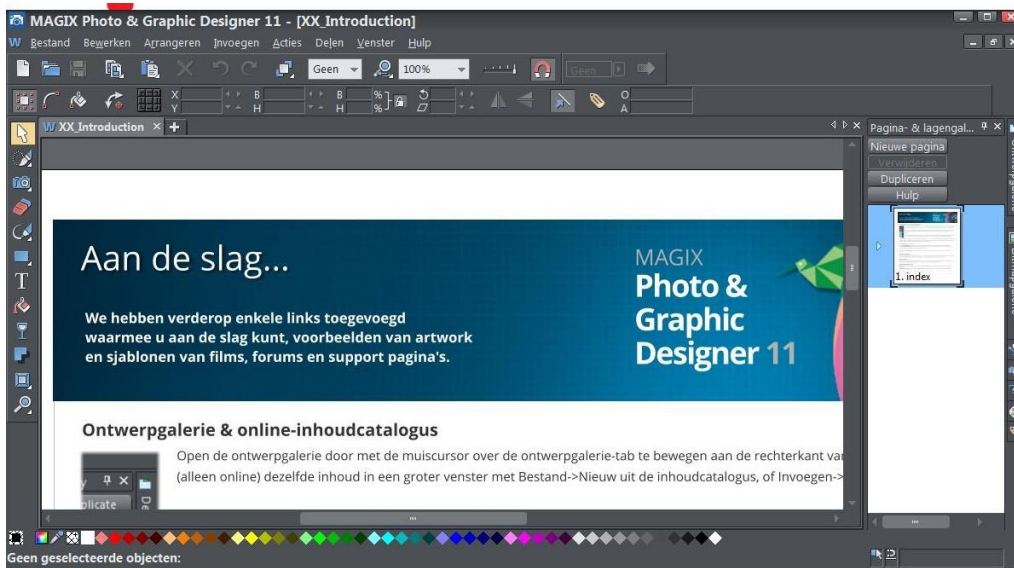 MAGIX Photo & Graphic Designer 11 - [XX_Introduction]
Bestand Bewerken Arrangeren Invoegen Acties Delen Venster Hulp
Geen 100% Geen
X B B % O
Y H H % A
XX_Introduction
Pagina- & lagengal...
Nieuwe pagina
Verwijderen
Dupliceren
Hulp
1. index
Aan de slag...
We hebben verderop enkele links toegevoegd
waarmee u aan de slag kunt, voorbeelden van artwork
en sjablonen van films, forums en support pagina's.
MAGIX
Photo &
Graphic
Designer 11
Ontwerpgalerie & online-inhoudcatalogus
Open de ontwerpgalerie door met de muiscursor over de ontwerpgalerie-tab te bewegen aan de rechterkant
(alleen online) dezelfde inhoud in een groter venster met Bestand->Nieuw uit de inhoudcatalogus, of Invoegen->
Geen geselecteerde objecten: